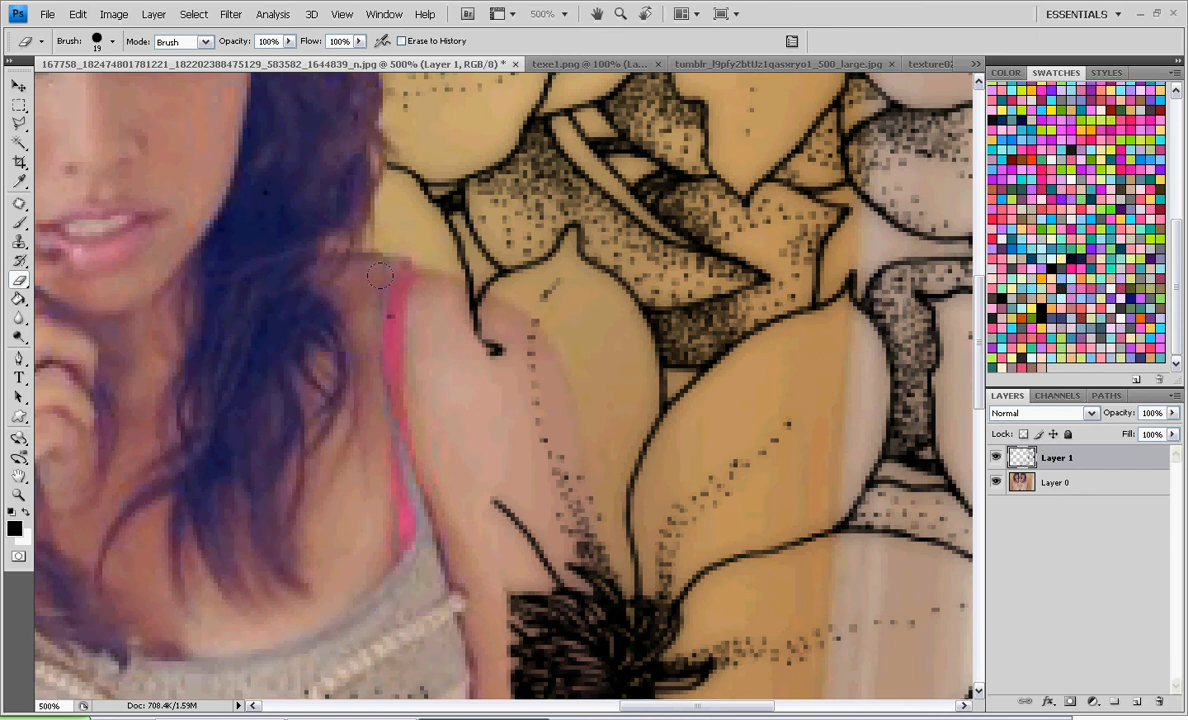 Ps File Edit Image Layer Select Filter Analysis 3D View Window Help Br 500% ESSENTIALS
Brush: 19 Mode: Brush Opacity: 100% Flow: 100% Erase to History
167758_182474801781221_182202388475129_583582_1644839_n.jpg @ 500% (Layer 1, RGB/8) * texe1.png @ 100% (La... tumblr_l9pfy2btUz1qasxryo1_500_large.jpg
COLOR SWATCHES STYLES
LAYERS CHANNELS PATHS
Normal Opacity: 100%
Lock: Fill: 100%
Layer 1
Layer 0
500% Doc: 708.4K/1.59M